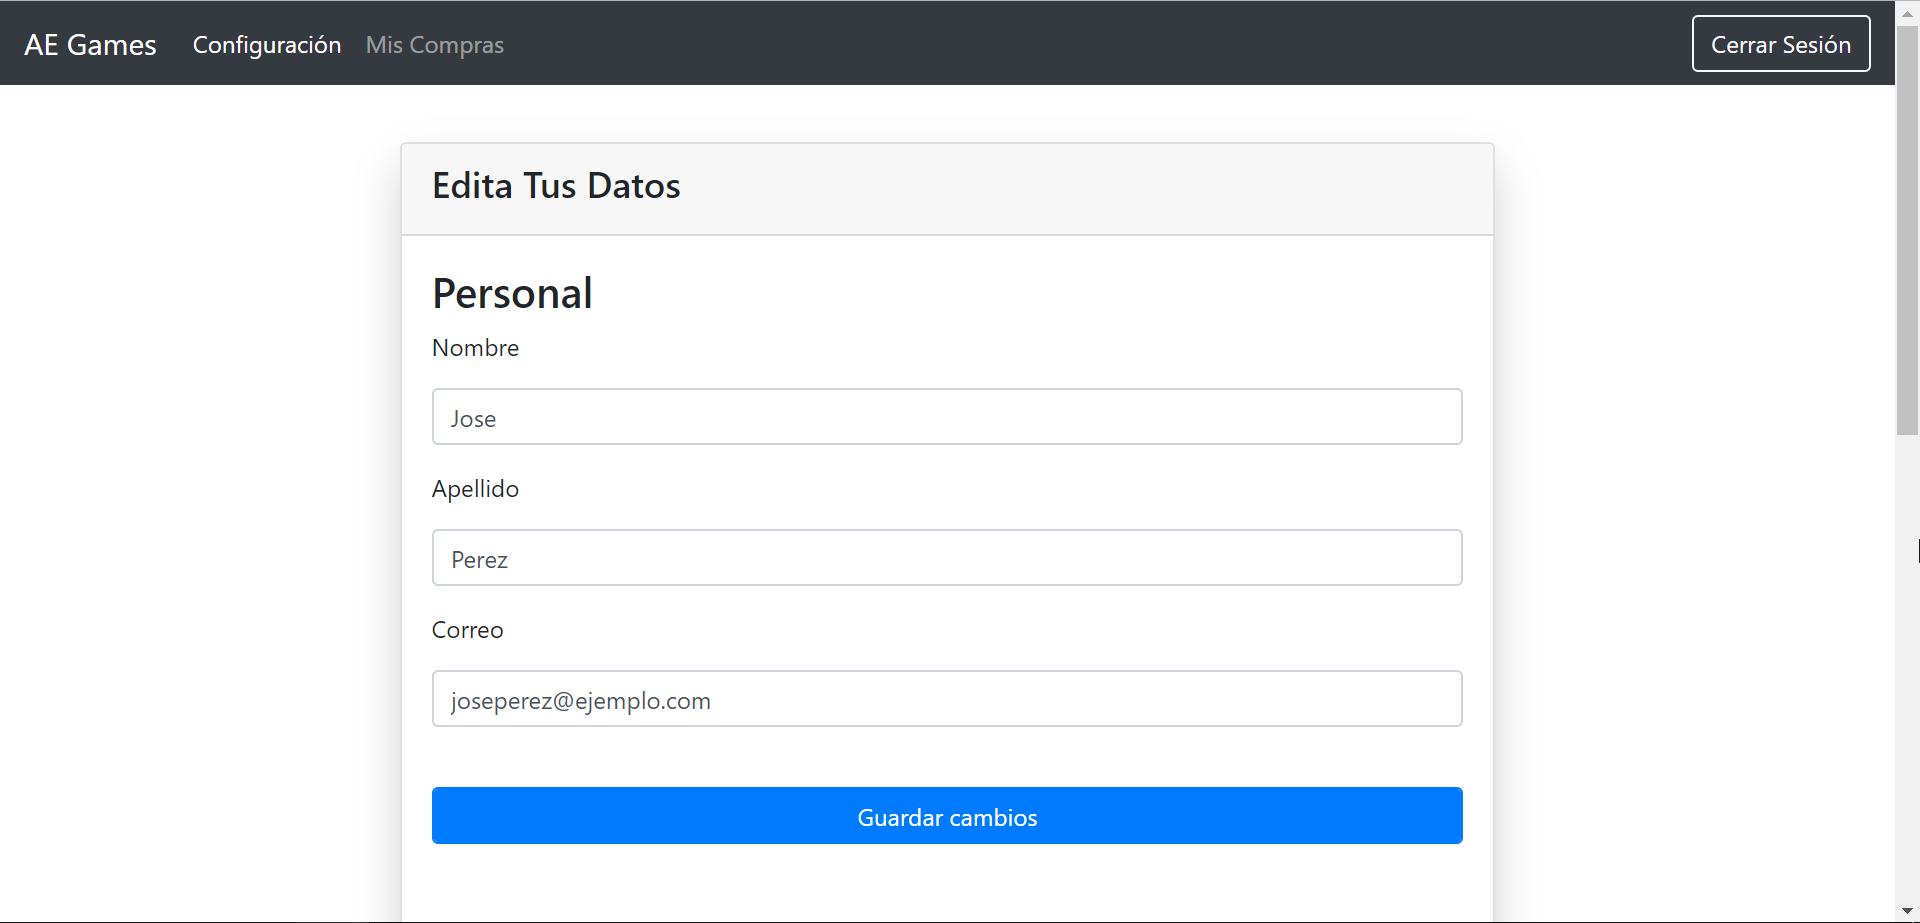 AE Games Configuración Mis Compras Cerrar Sesión
Edita Tus Datos
Personal
Nombre
Jose
Apellido
Perez
Correo
joseperez@ejemplo.com
Guardar cambios